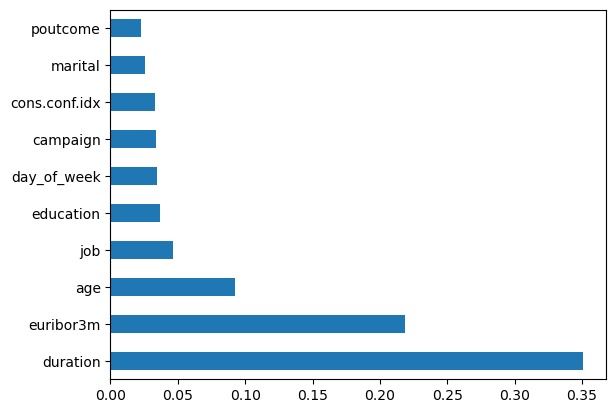 poutcome
marital
cons.conf.idx
campaign
day_of_week
education
job
age
euribor3m
duration
0.00 0.05 0.10 0.15 0.20 0.25 0.30 0.35